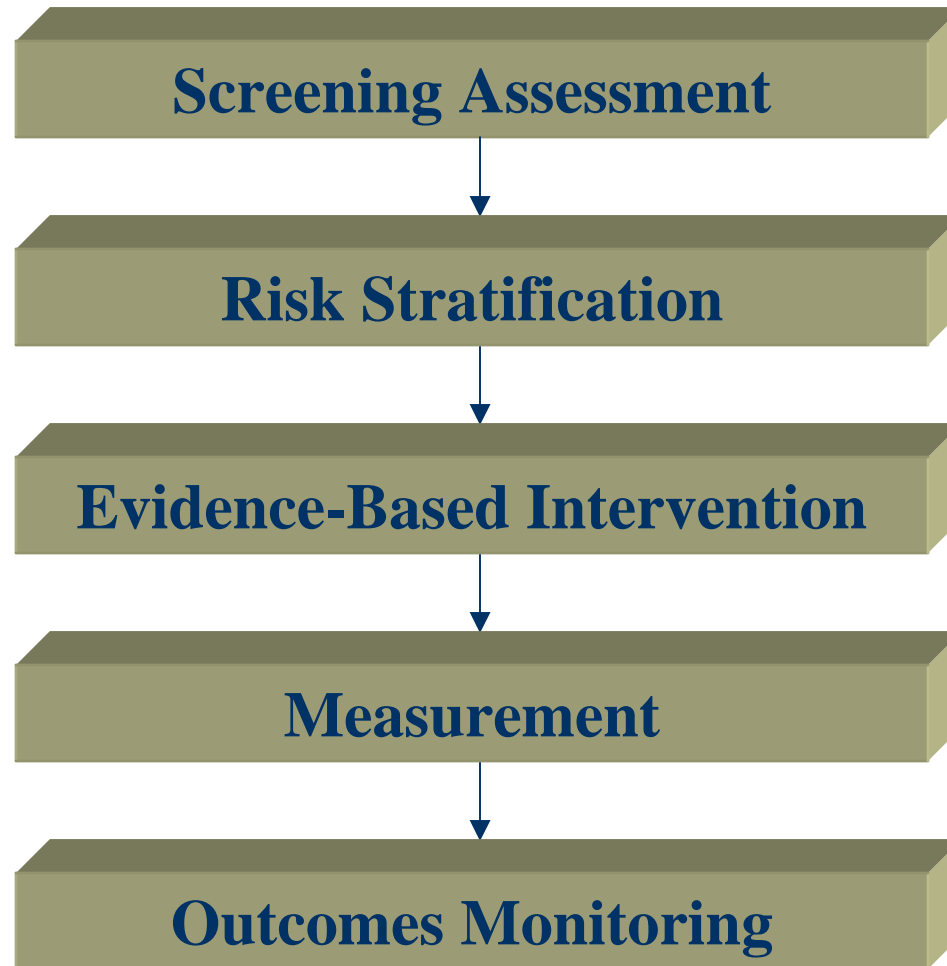 Screening Assessment
Risk Stratification
Evidence-Based Intervention
Measurement
Outcomes Monitoring